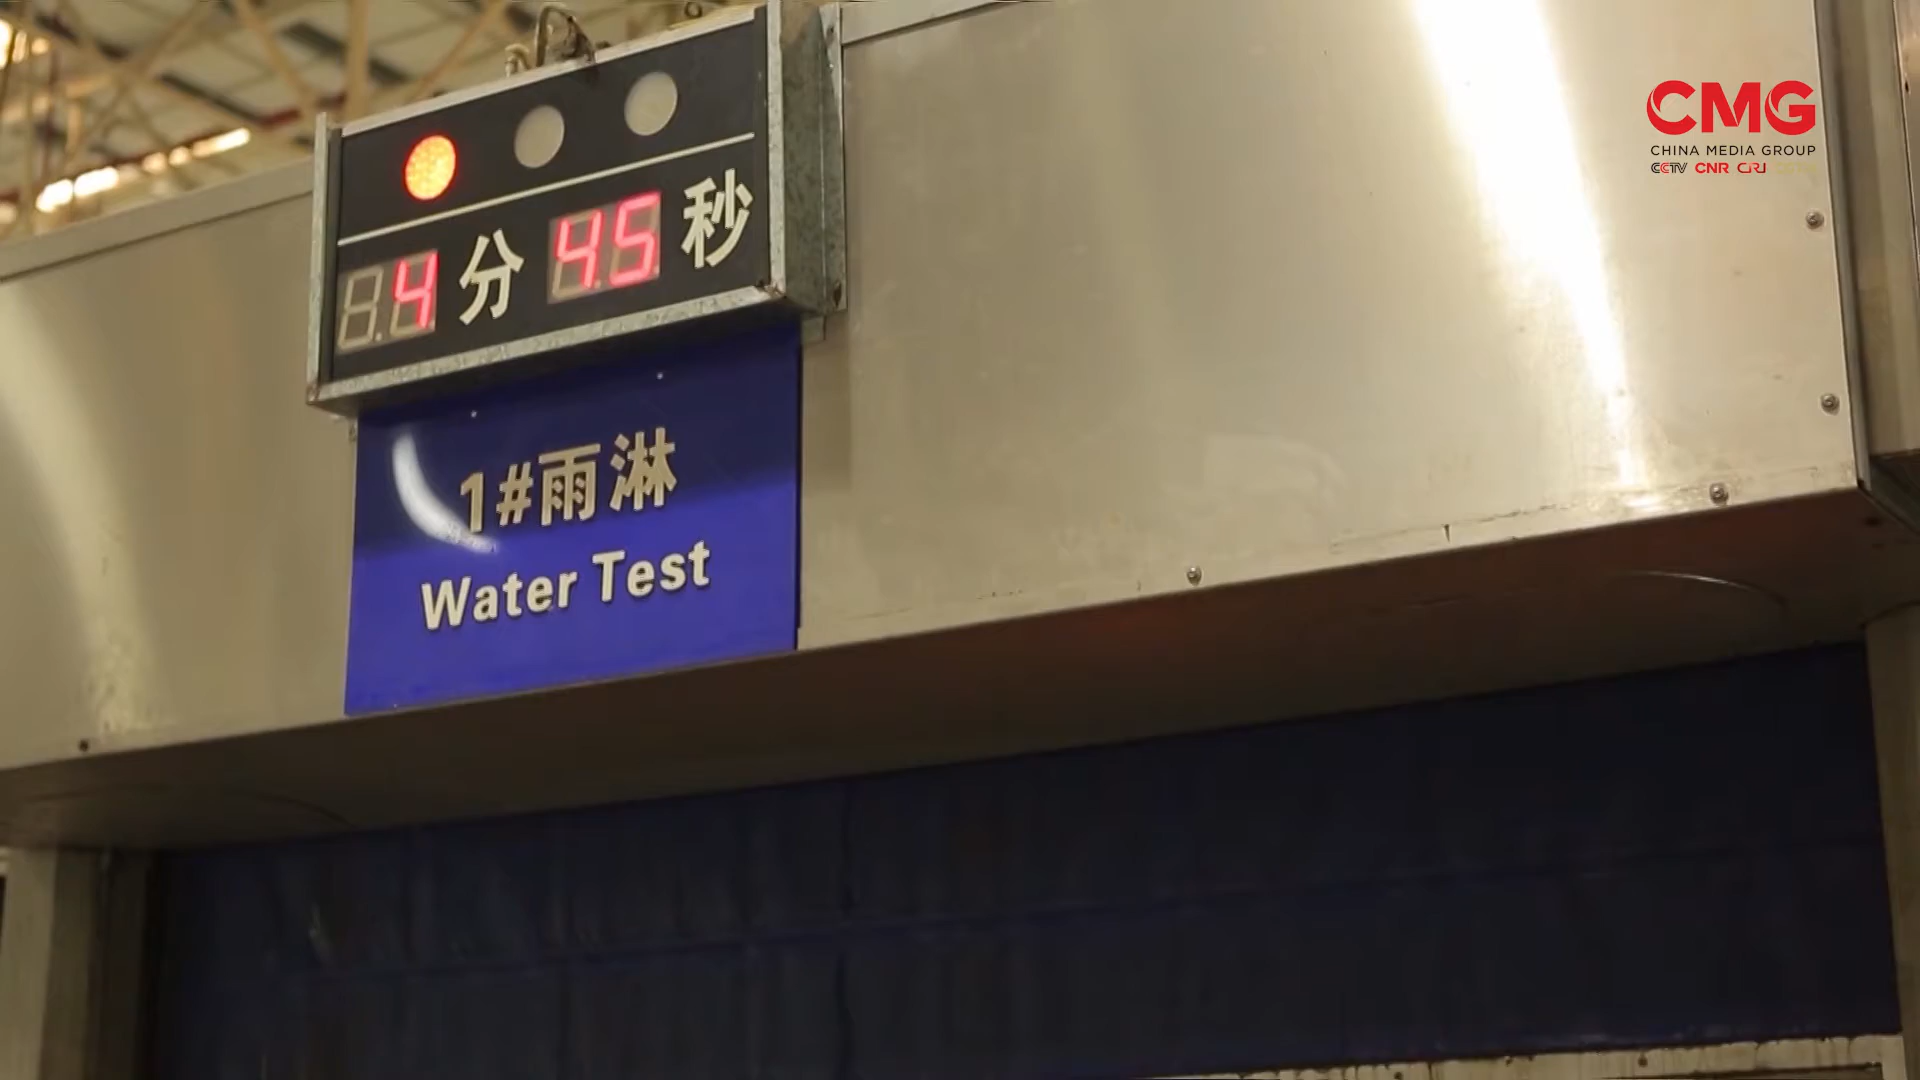 4分45秒
1#雨淋
Water Test
CMG
CHINA MEDIA GROUP
CCTV CNR CRI